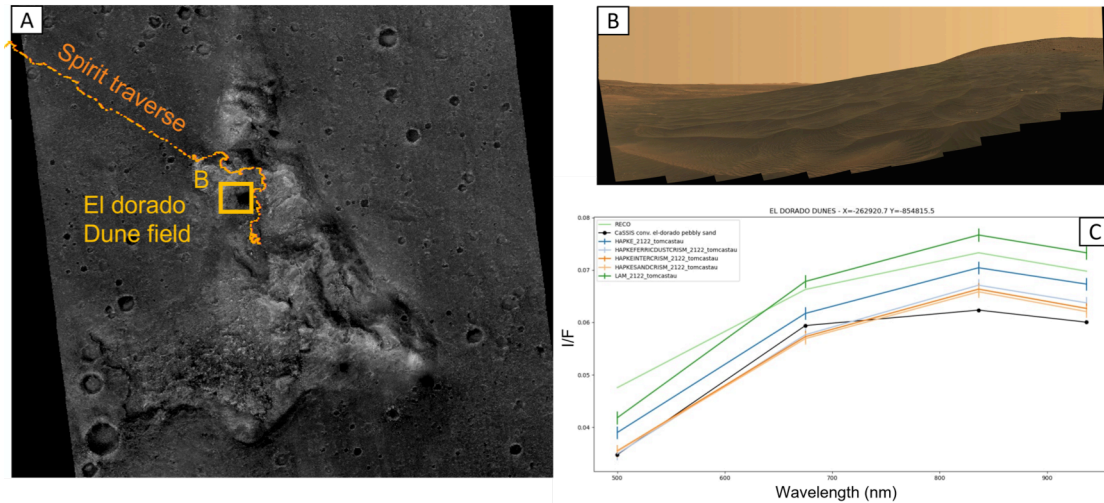 A
Spirit traverse
B
El dorado
Dune field
B
EL DORADO DUNES - X=-262920.7 Y=-854815.5
C
RECO
CaSSIS conv. el-dorado pebbly sand
HAPKE_2122_tomcastau
HAPKEFERRICDUSTCRISM_2122_tomcastau
HAPKEINTERCRISM_2122_tomcastau
HAPKESANDCRISM_2122_tomcastau
LAM_2122_tomcastau
0.08
0.07
0.06
0.05
0.04
I/F
500
600
700
800
900
Wavelength (nm)